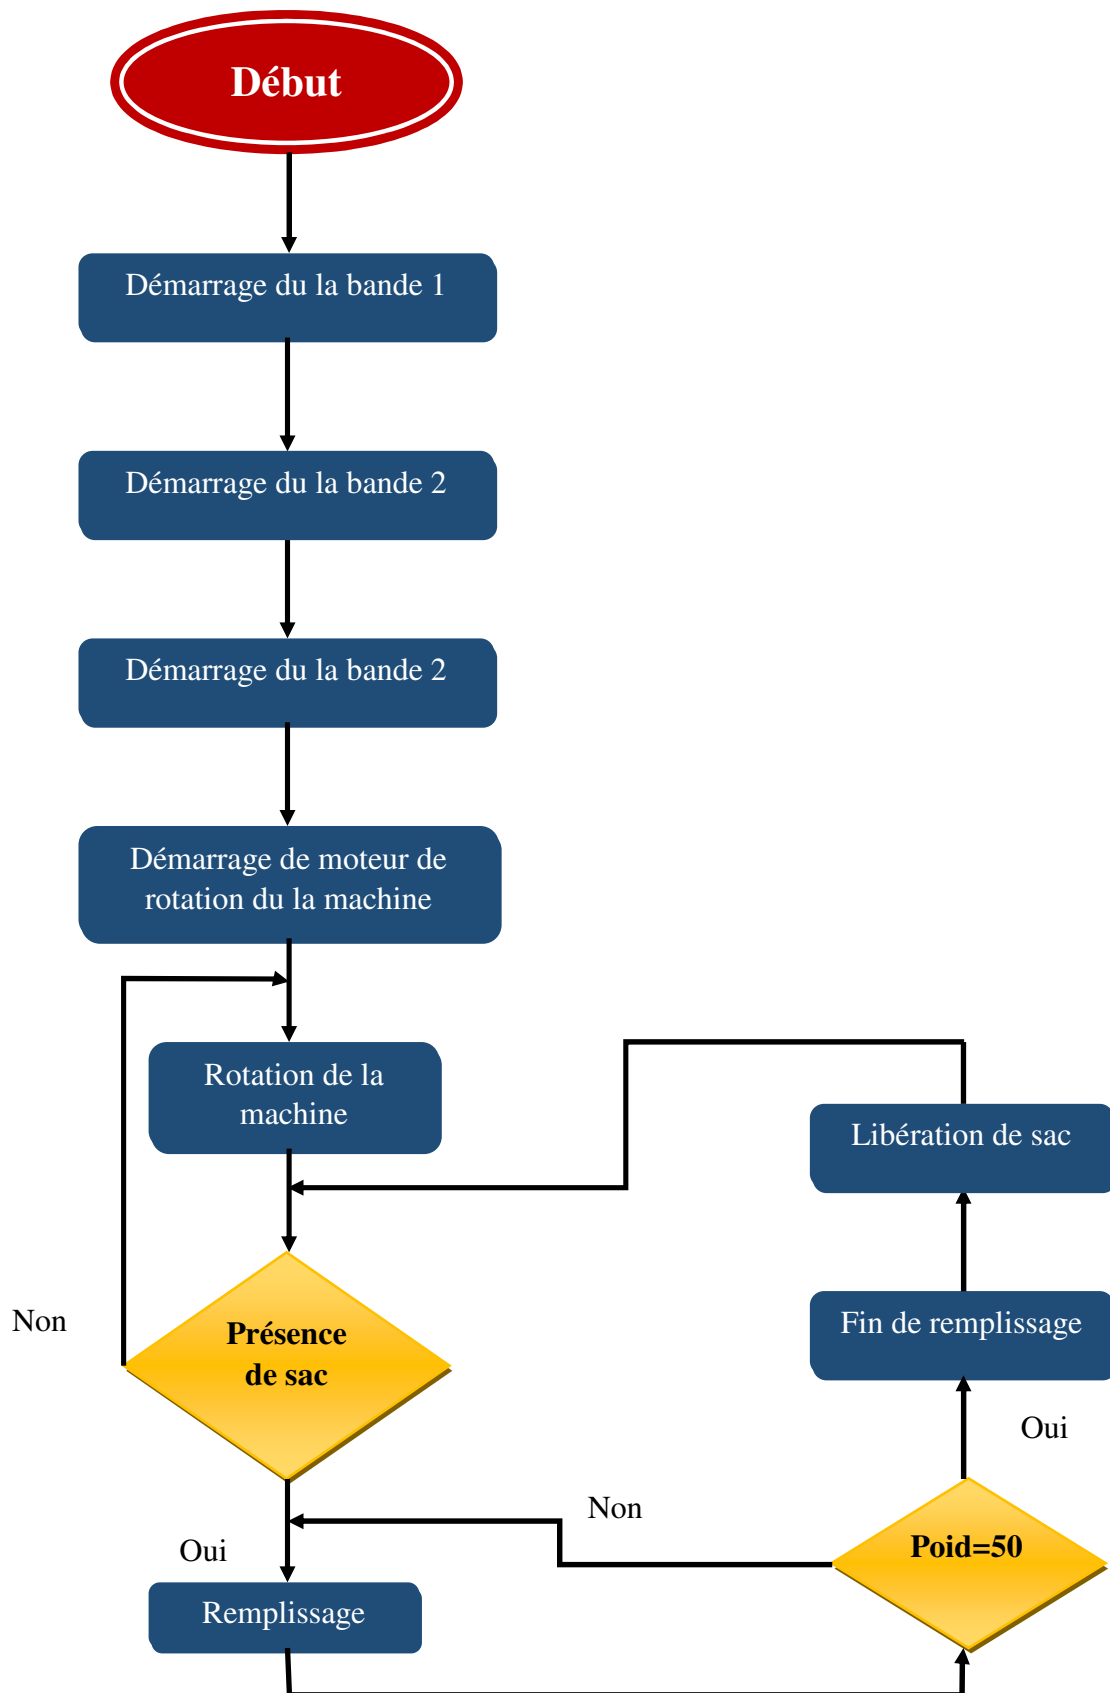 Début
Démarrage du la bande 1
Démarrage du la bande 2
Démarrage du la bande 2
Démarrage de moteur de
rotation du la machine
Rotation de la
machine
Libération de sac
Non
Présence
de sac
Fin de remplissage
Oui
Non
Poid=50
Oui
Remplissage